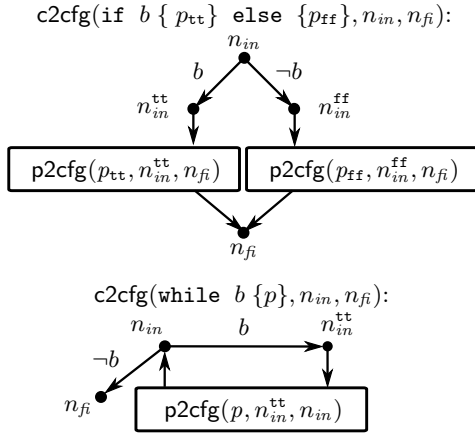 c2cfg(if b { p_tt} else {p_ff}, n_in, n_fi):
n_in
b ¬b
n_in^tt n_in^ff
p2cfg(p_tt, n_in^tt, n_fi) p2cfg(p_ff, n_in^ff, n_fi)
n_fi
c2cfg(while b {p}, n_in, n_fi):
n_in b n_in^tt
¬b
n_fi p2cfg(p, n_in^tt, n_in)